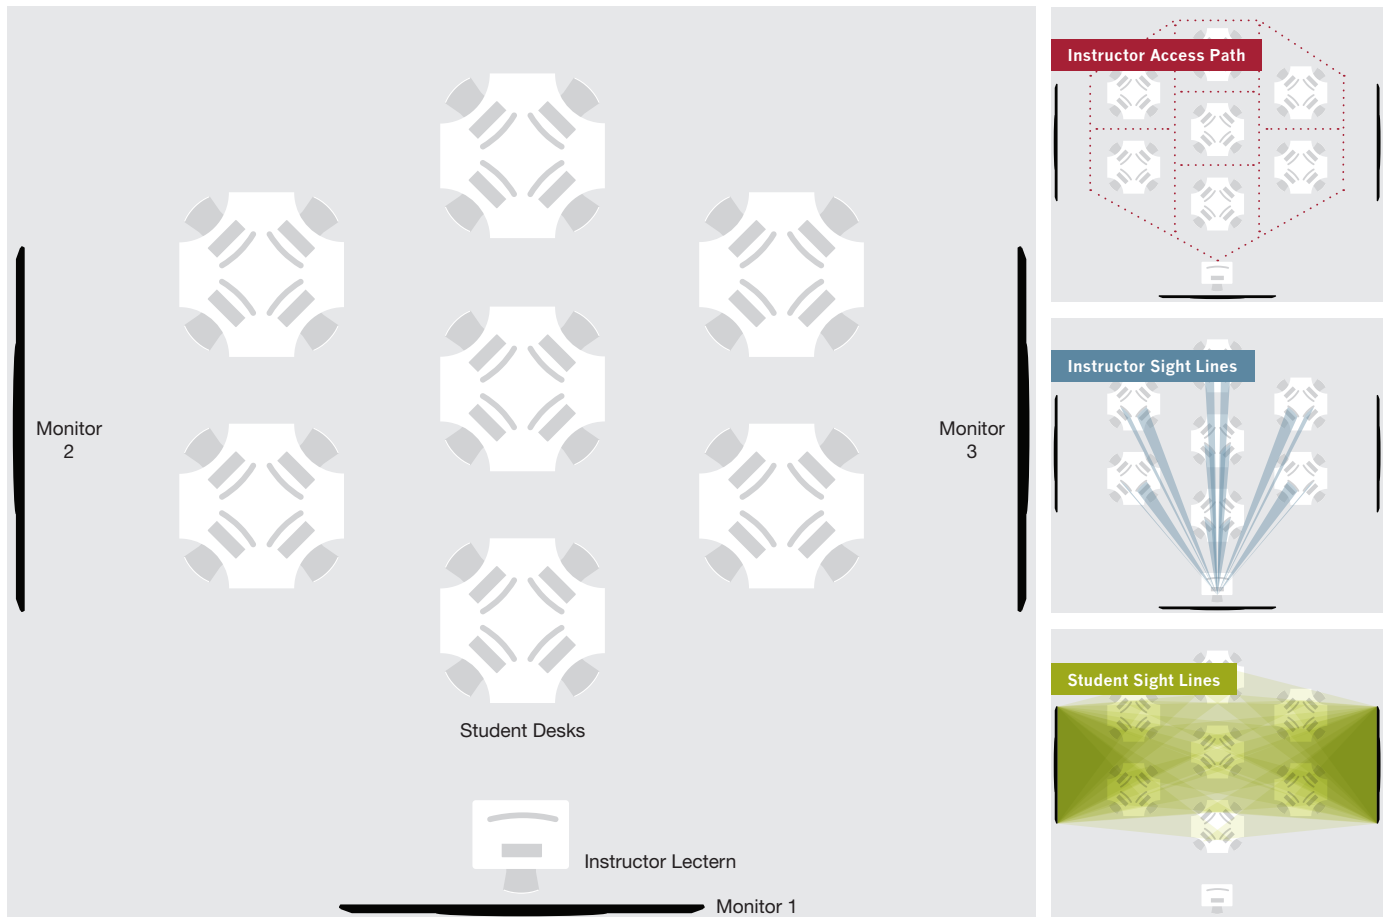 Instructor Access Path
Instructor Sight Lines
Monitor
2
Monitor
3
Student Sight Lines
Student Desks
Instructor Lectern
Monitor 1